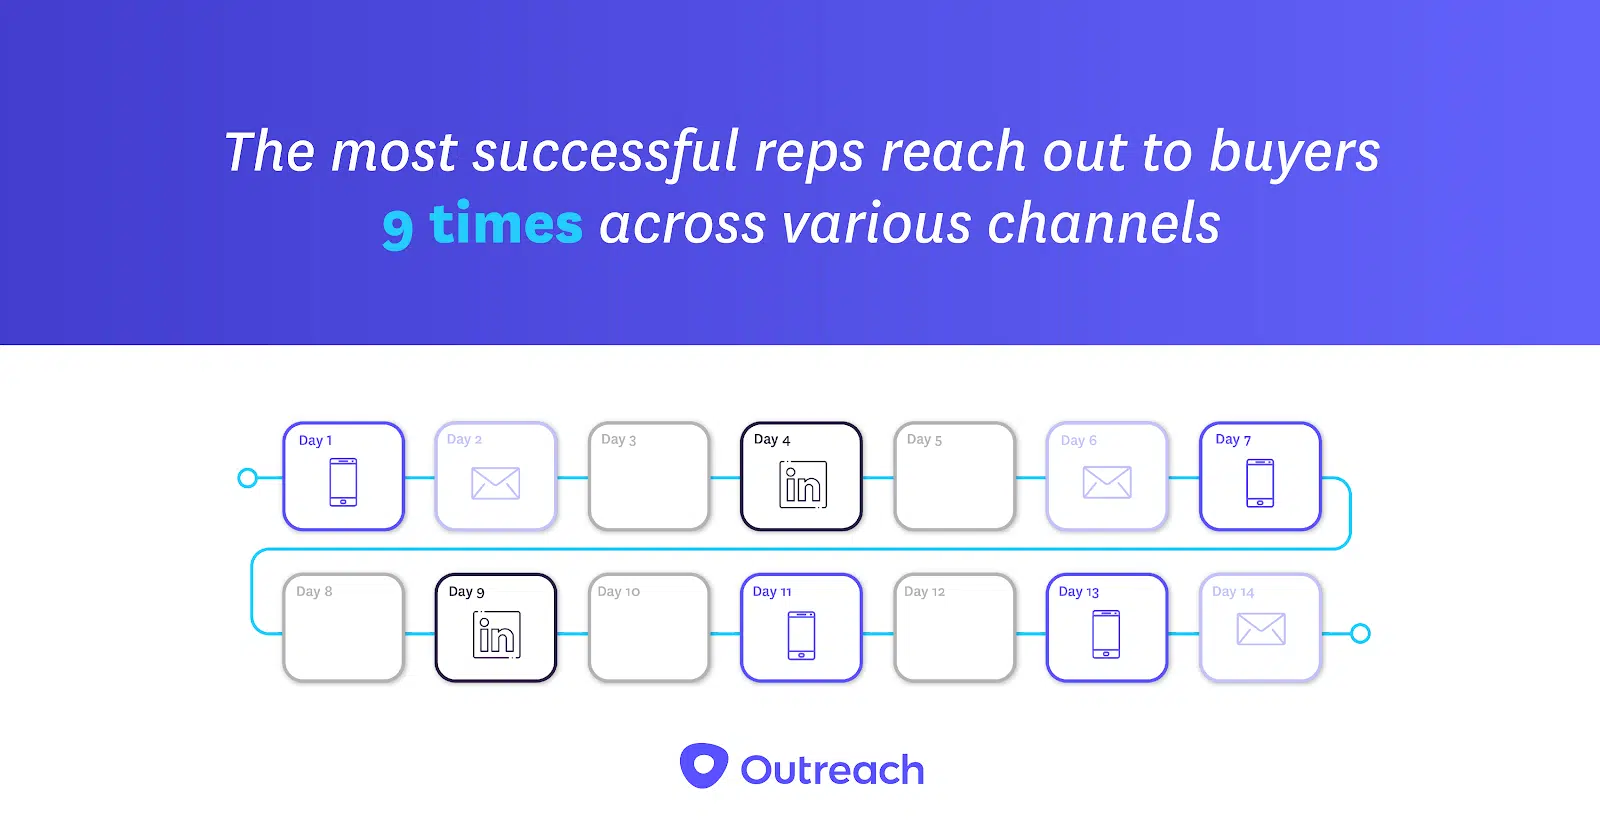 The most successful reps reach out to buyers
9 times across various channels
Day 1
Day 2
Day 3
Day 4
Day 5
Day 6
Day 7
in
Day 8
Day 9
Day 10
Day 11
Day 12
Day 13
Day 14
in
Outreach